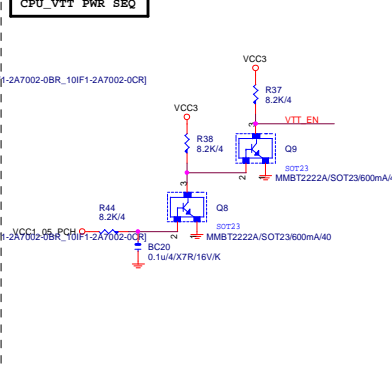 CPU_VTT PWR SEQ
VCC3
1-2A7002-0BR_10IF1-2A7002-0CR]
R37
8.2K/4
VCC3
VTT_EN
3
R38
8.2K/4
Q9
SOT23
2
1
MMBT2222A/SOT23/600mA/4
3
R44
8.2K/4
Q8
SOT23
VCC1_05_PCH
2
1
MMBT2222A/SOT23/600mA/40
1-2A7002-0BR_10IF1-2A7002-0CR]
BC20
0.1u/4/X7R/16V/K